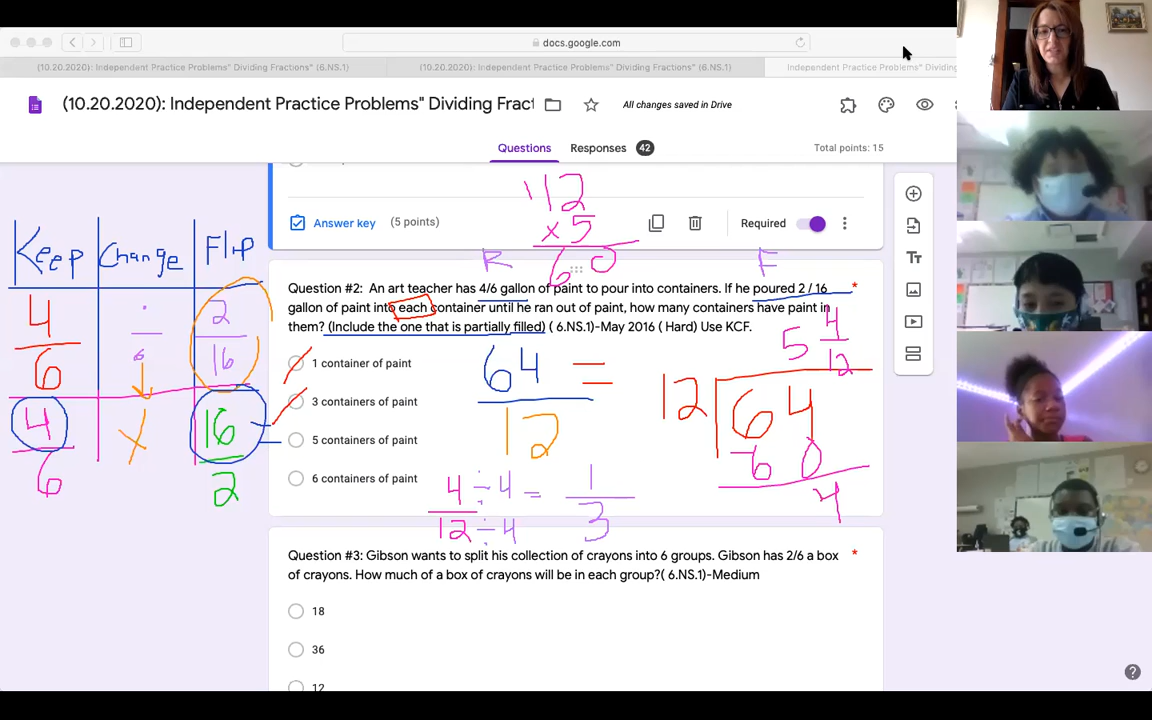 docs.google.com
(10.20.2020): Independent Practice Problems" Dividing Fractions" (6.NS.1)
(10.20.2020): Independent Practice Problems" Dividing Fractions" (6.NS.1)
Independent Practice Problems" Dividing
(10.20.2020): Independent Practice Problems" Dividing Fract
All changes saved in Drive
Questions
Responses 42
Total points: 15
Answer key (5 points)
Required
Question #2: An art teacher has 4/6 gallon of paint to pour into containers. If he poured 2 / 16 *
gallon of paint into each container until he ran out of paint, how many containers have paint in
them? (Include the one that is partially filled) ( 6.NS.1)-May 2016 ( Hard) Use KCF.
1 container of paint
3 containers of paint
5 containers of paint
6 containers of paint
Question #3: Gibson wants to split his collection of crayons into 6 groups. Gibson has 2/6 a box *
of crayons. How much of a box of crayons will be in each group?( 6.NS.1)-Medium
18
36
12
Keep Change Flip
4
6
÷
2
16
4
6
X
16
2
12
x 5
60
R
F
64
12
=
5 4
12
12 64
-60
4
4 ÷ 4 = 1
12 ÷ 4 3